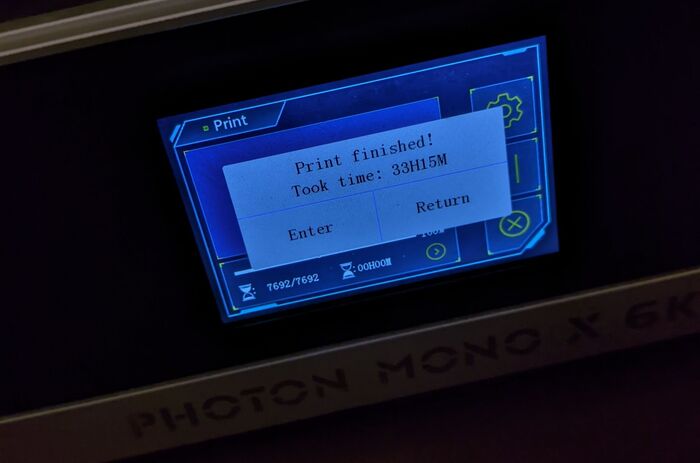 Print
Print finished!
Took time: 33H15M
Enter
Return
7692/7692
:00H00M
PHOTON MONO X 6K